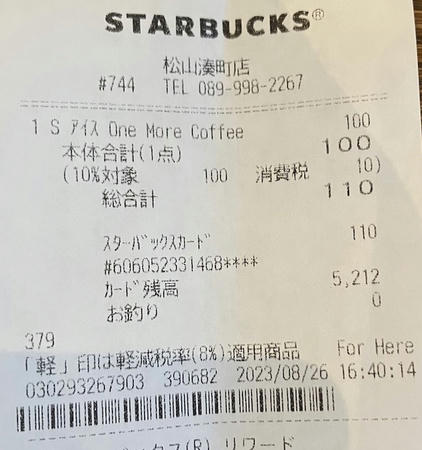 STARBUCKS®
松山湊町店
#744 TEL 089-998-2267
1 S アイス One More Coffee 100
本体合計(1点) 100
(10%対象 100 消費税 10)
総合計 110
スターバックスカード 110
#606052331468****
カード残高 5,212
お釣り 0
379
「軽」印は軽減税率(8%)適用商品 For Here
030293267903 390682 2023/08/26 16:40:14
(R) リワード